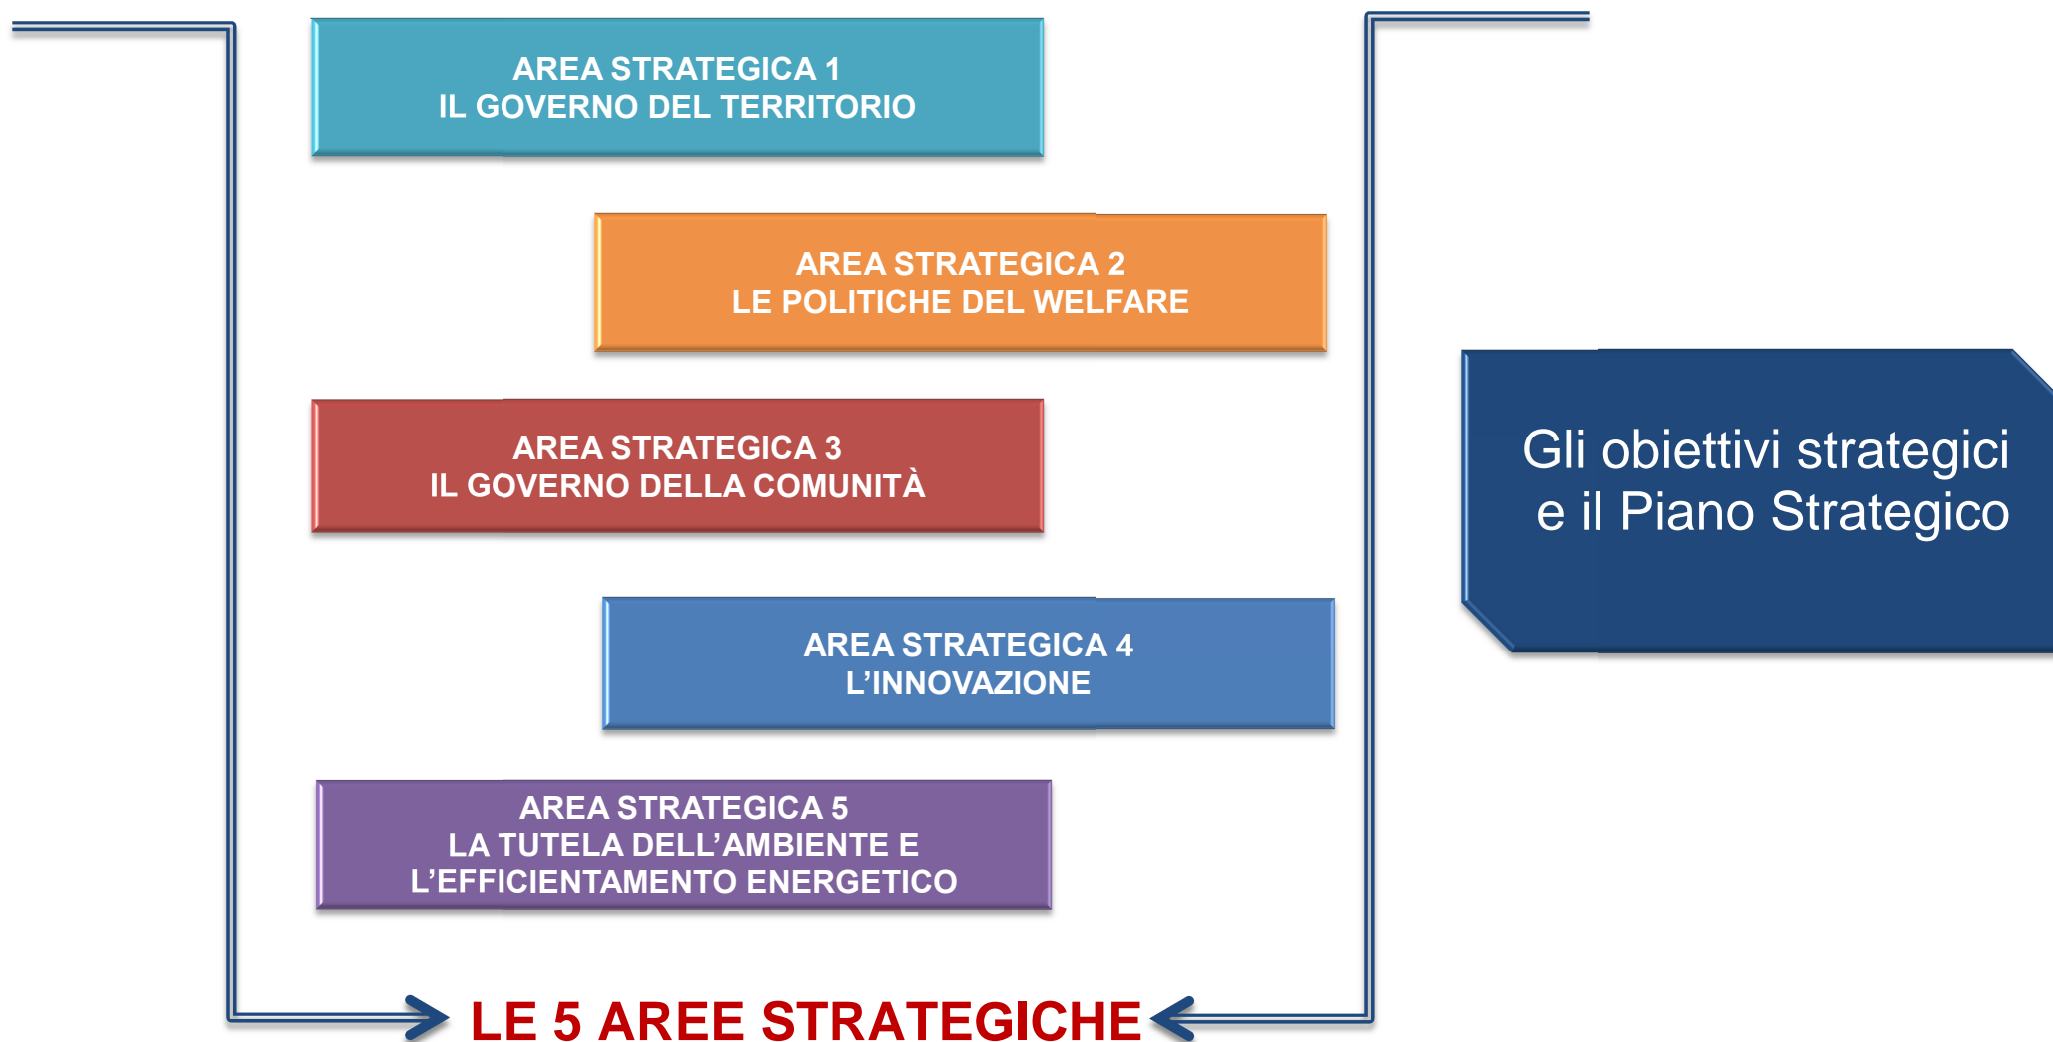 AREA STRATEGICA 1
IL GOVERNO DEL TERRITORIO
AREA STRATEGICA 2
LE POLITICHE DEL WELFARE
AREA STRATEGICA 3
IL GOVERNO DELLA COMUNITÀ
AREA STRATEGICA 4
L’INNOVAZIONE
AREA STRATEGICA 5
LA TUTELA DELL’AMBIENTE E
L’EFFICIENTAMENTO ENERGETICO
Gli obiettivi strategici
e il Piano Strategico
LE 5 AREE STRATEGICHE